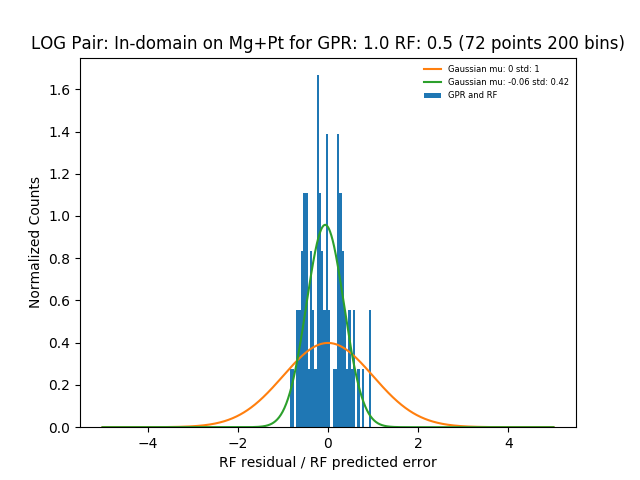 LOG Pair: In-domain on Mg+Pt for GPR: 1.0 RF: 0.5 (72 points 200 bins)
Gaussian mu: 0 std: 1
Gaussian mu: -0.06 std: 0.42
GPR and RF
Normalized Counts
1.6
1.4
1.2
1.0
0.8
0.6
0.4
0.2
0.0
−4
−2
0
2
4
RF residual / RF predicted error